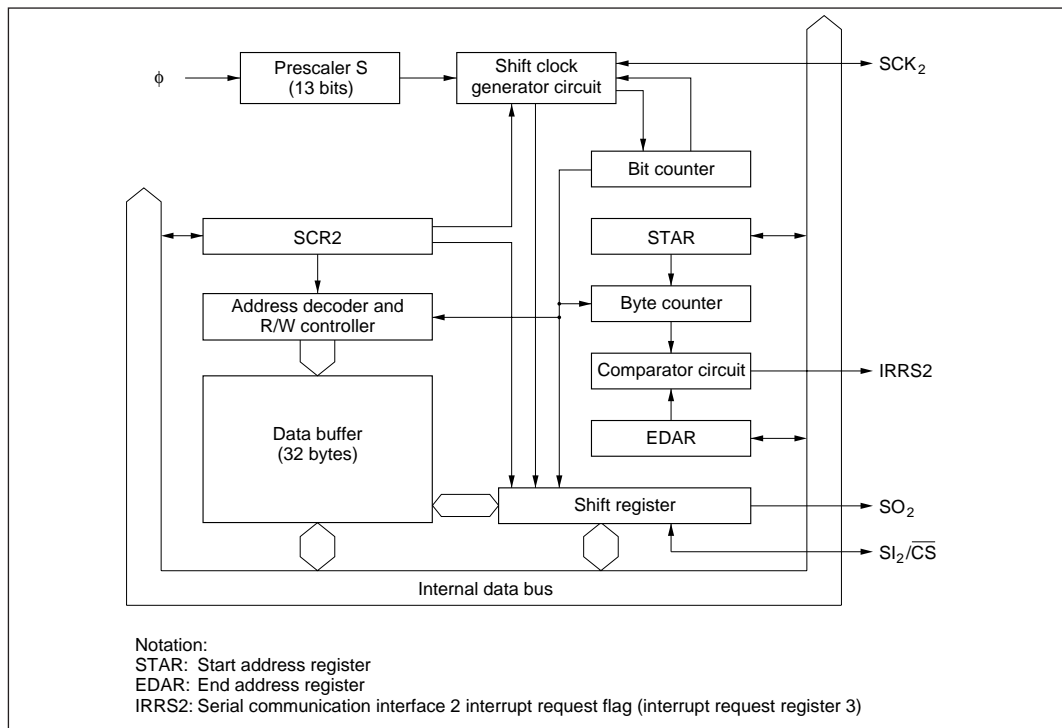 φ
Prescaler S
(13 bits)
Shift clock
generator circuit
SCK2
Bit counter
SCR2
STAR
Address decoder and
R/W controller
Byte counter
Comparator circuit
IRRS2
Data buffer
(32 bytes)
EDAR
Shift register
SO2
SI2/C̅S̅
Internal data bus
Notation:
STAR: Start address register
EDAR: End address register
IRRS2: Serial communication interface 2 interrupt request flag (interrupt request register 3)